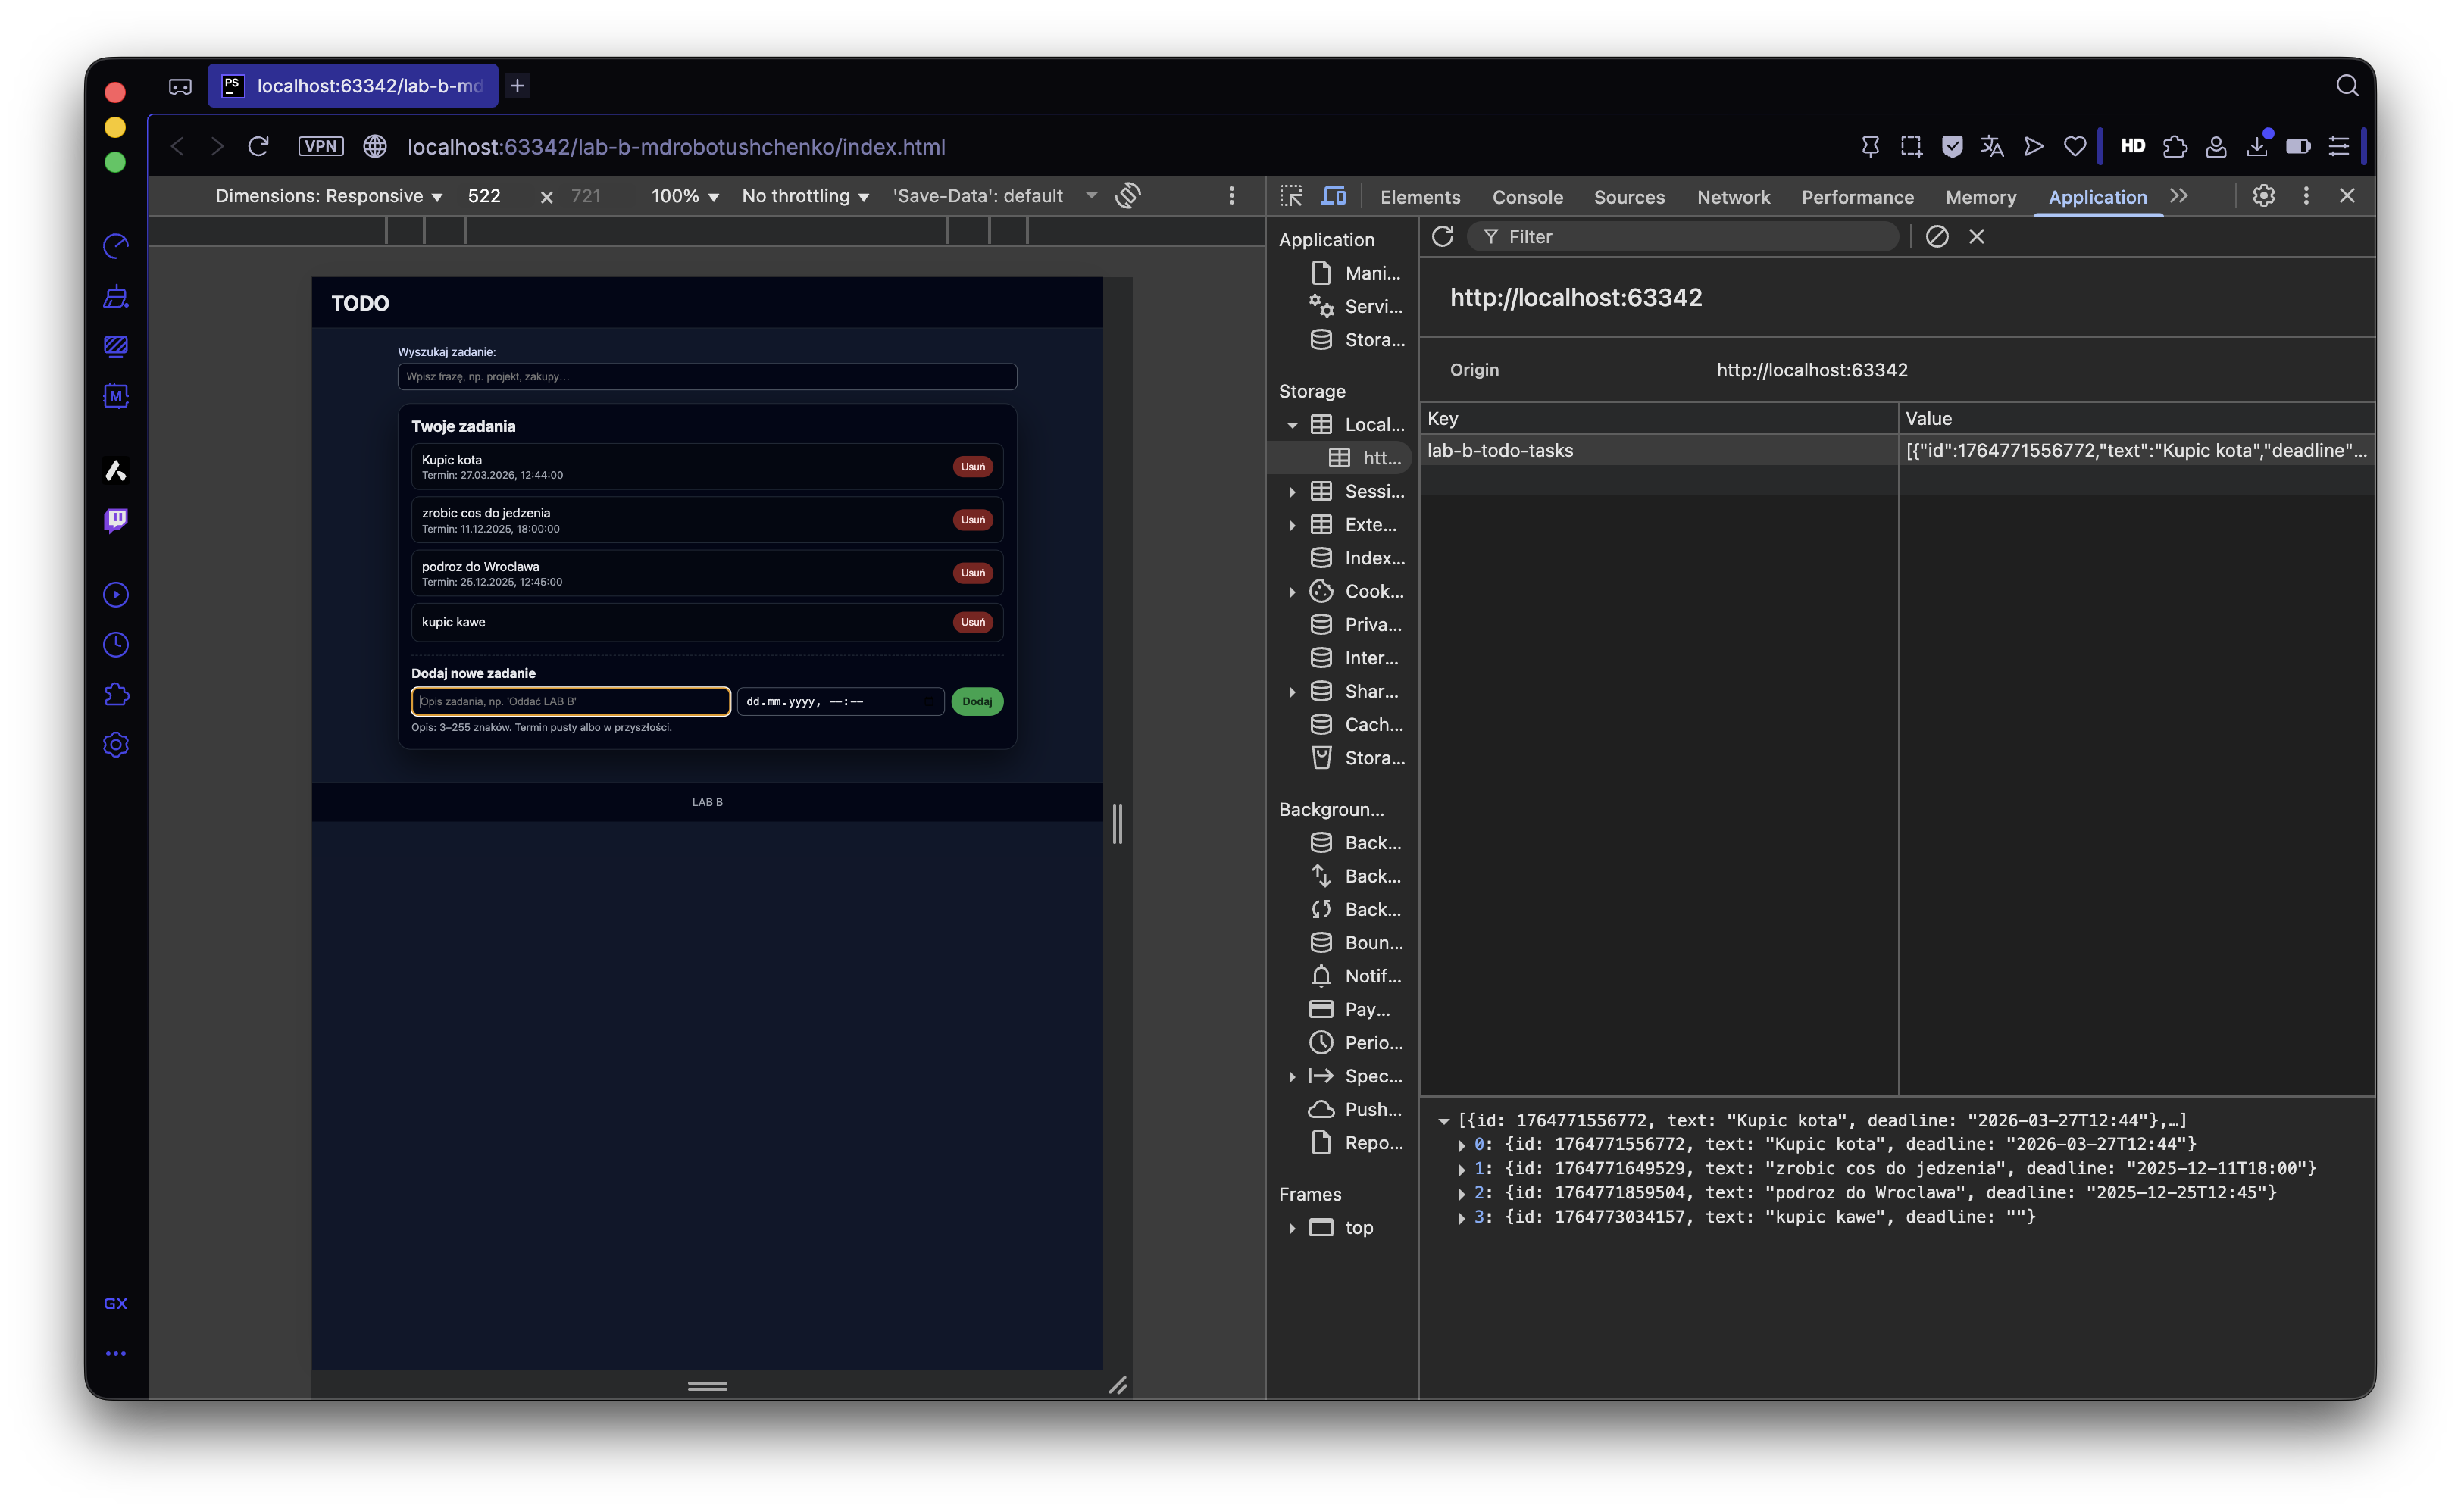 PS localhost:63342/lab-b-md
VPN localhost:63342/lab-b-mdrobotushchenko/index.html HD
Dimensions: Responsive 522 × 721 100% No throttling 'Save-Data': default
Elements Console Sources Network Performance Memory Application
TODO
Wyszukaj zadanie:
Wpisz frazę, np. projekt, zakupy...
Twoje zadania
Kupic kota
Termin: 27.03.2026, 12:44:00
Usuń
zrobic cos do jedzenia
Termin: 11.12.2025, 18:00:00
Usuń
podroz do Wroclawa
Termin: 25.12.2025, 12:45:00
Usuń
kupic kawe
Usuń
Dodaj nowe zadanie
Opis zadania, np. 'Oddać LAB B'
dd.mm.yyyy, --:--
Dodaj
Opis: 3–255 znaków. Termin pusty albo w przyszłości.
LAB B
M
GX
Application
Mani...
Servi...
Stora...
Storage
Local...
htt...
Sessi...
Exte...
Index...
Cook...
Priva...
Inter...
Shar...
Cach...
Stora...
Backgroun...
Back...
Back...
Back...
Boun...
Notif...
Pay...
Perio...
Spec...
Push...
Repo...
Frames
top
Filter
http://localhost:63342
Origin http://localhost:63342
Key Value
lab-b-todo-tasks [{"id":1764771556772,"text":"Kupic kota","deadline"...
[{id: 1764771556772, text: "Kupic kota", deadline: "2026-03-27T12:44"},…]
0: {id: 1764771556772, text: "Kupic kota", deadline: "2026-03-27T12:44"}
1: {id: 1764771649529, text: "zrobic cos do jedzenia", deadline: "2025-12-11T18:00"}
2: {id: 1764771859504, text: "podroz do Wroclawa", deadline: "2025-12-25T12:45"}
3: {id: 1764773034157, text: "kupic kawe", deadline: ""}